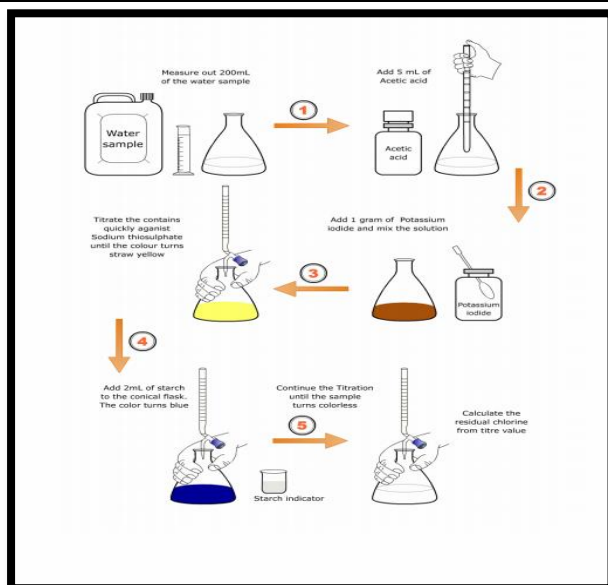 Measure out 200mL
of the water sample
Water
sample
1
Add 5 mL of
Acetic acid
Acetic
acid
2
Add 1 gram of Potassium
iodide and mix the solution
Potassium
iodide
3
Titrate the contains
quickly aganist
Sodium thiosulphate
until the colour turns
straw yellow
4
Add 2mL of starch
to the conical flask.
The color turns blue
Starch indicator
5
Continue the Titration
until the sample
turns colorless
Calculate the
residual chlorine
from titre value